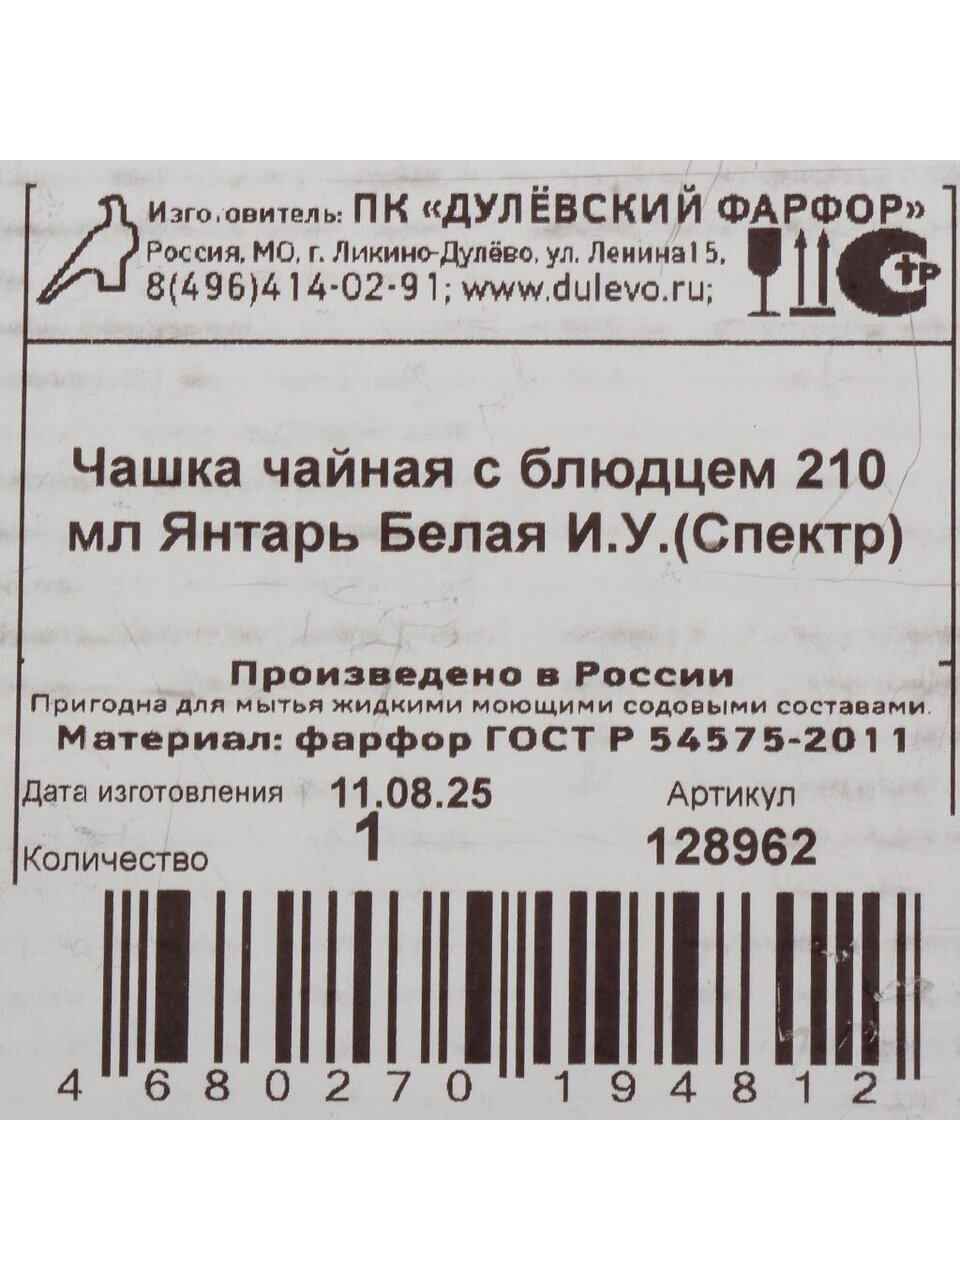 Изготовитель: ПК «ДУЛЁВСКИЙ ФАРФОР»
Россия, МО, г. Ликино-Дулёво, ул. Ленина15,
8(496)414-02-91; www.dulevo.ru;
Чашка чайная с блюдцем 210
мл Янтарь Белая И.У.(Спектр)
Произведено в России
Пригодна для мытья жидкими моющими содовыми составами.
Материал: фарфор ГОСТ Р 54575-2011
Дата изготовления 11.08.25 Артикул
Количество 1 128962
4 680270 194812